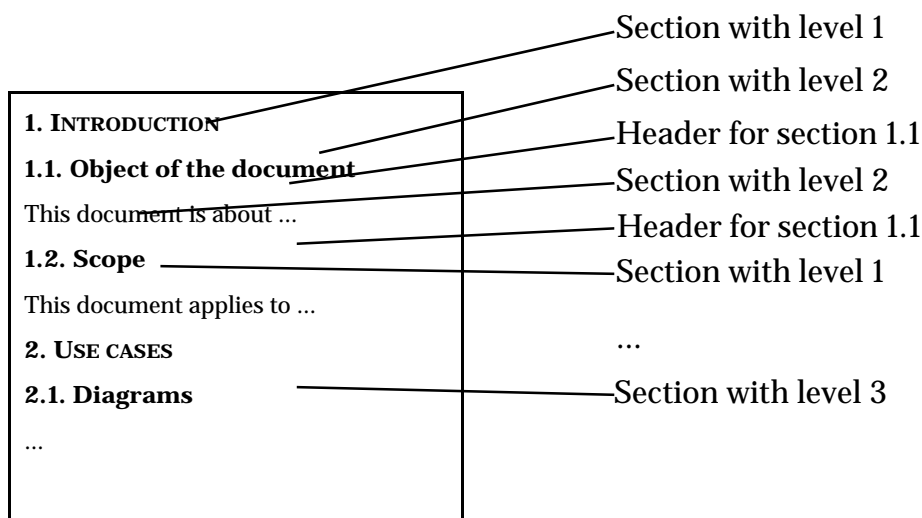 Section with level 1
Section with level 2
Header for section 1.1
Section with level 2
Header for section 1.1
Section with level 1
...
Section with level 3
1. INTRODUCTION
1.1. Object of the document
This document is about ...
1.2. Scope
This document applies to ...
2. USE CASES
2.1. Diagrams
...